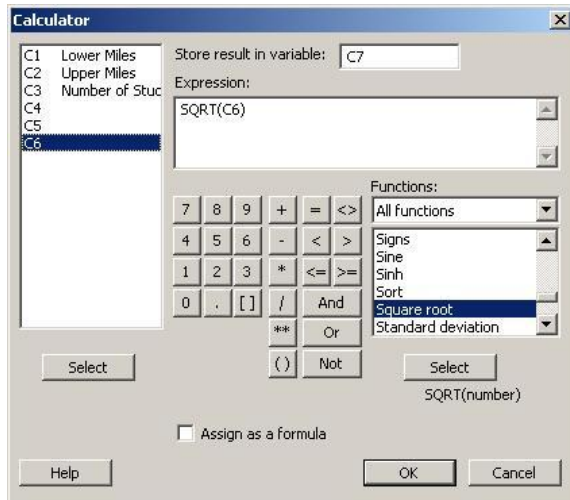 Calculator
C1 Lower Miles
C2 Upper Miles
C3 Number of Stuc
C4
C5
C6
Store result in variable: C7
Expression:
SQRT(C6)
Functions:
All functions
Signs
Sine
Sinh
Sort
Square root
Standard deviation
7 8 9 + = <>
4 5 6 - < >
1 2 3 * <= >=
0 . [ ] / And
** Or
( ) Not
Select
Select
SQRT(number)
Assign as a formula
Help
OK
Cancel